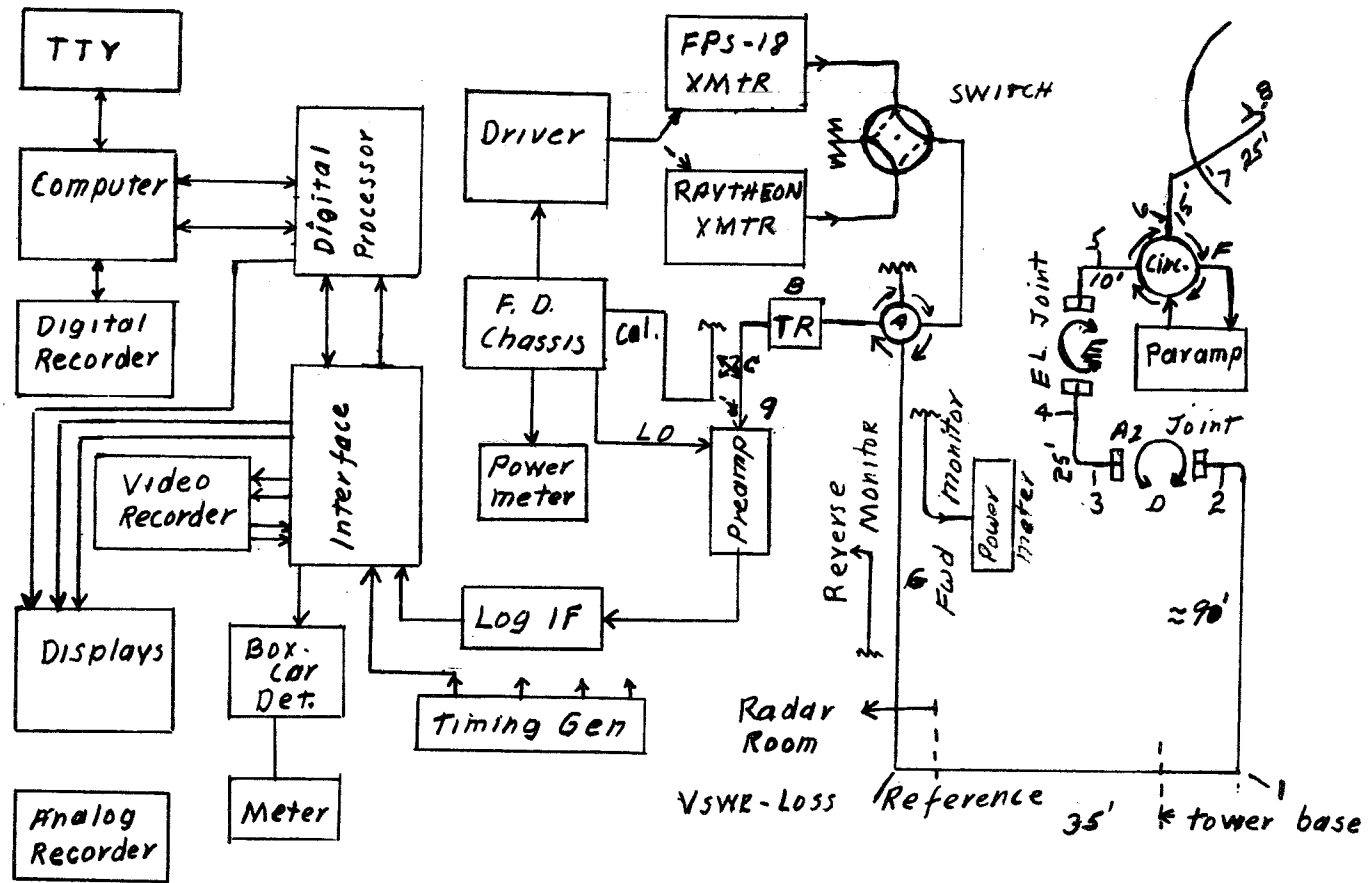 TTY
Computer
Digital
Recorder
Digital
Processor
Interface
Video
Recorder
Displays
Analog
Recorder
Box-
car
Det.
Meter
Driver
F. D.
Chassis
Cal.
LO
Power
meter
Log IF
Timing Gen
FPS-18
XMTR
RAYTHEON
XMTR
SWITCH
B
TR
A
C
9
Preamp
Reverse
Monitor
G
Fwd monitor
Power
meter
Radar
Room
VSWR-Loss
Reference
35'
tower base
1
≈90'
2
D
3
AZ Joint
25'
4
EL Joint
E
5
10'
Circ.
F
Paramp
6
5'
7
25'
8